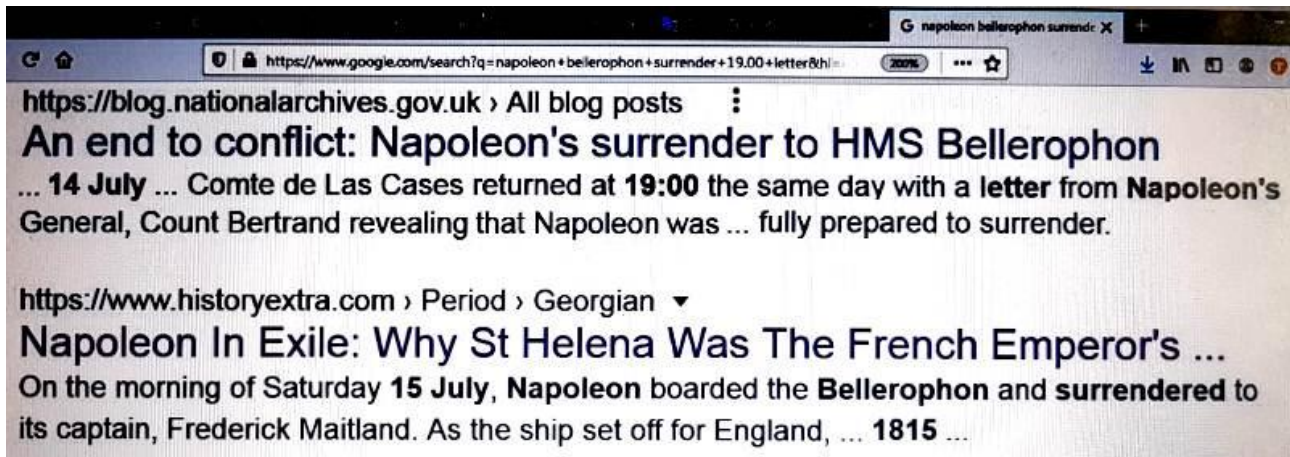 G napoleon bellerophon surrende X
https://www.google.com/search?q=napoleon+bellerophon+surrender+19.00+letter&hl=
200%
https://blog.nationalarchives.gov.uk › All blog posts
An end to conflict: Napoleon's surrender to HMS Bellerophon
... 14 July ... Comte de Las Cases returned at 19:00 the same day with a letter from Napoleon's
General, Count Bertrand revealing that Napoleon was ... fully prepared to surrender.
https://www.historyextra.com › Period › Georgian
Napoleon In Exile: Why St Helena Was The French Emperor's ...
On the morning of Saturday 15 July, Napoleon boarded the Bellerophon and surrendered to
its captain, Frederick Maitland. As the ship set off for England, ... 1815 ...